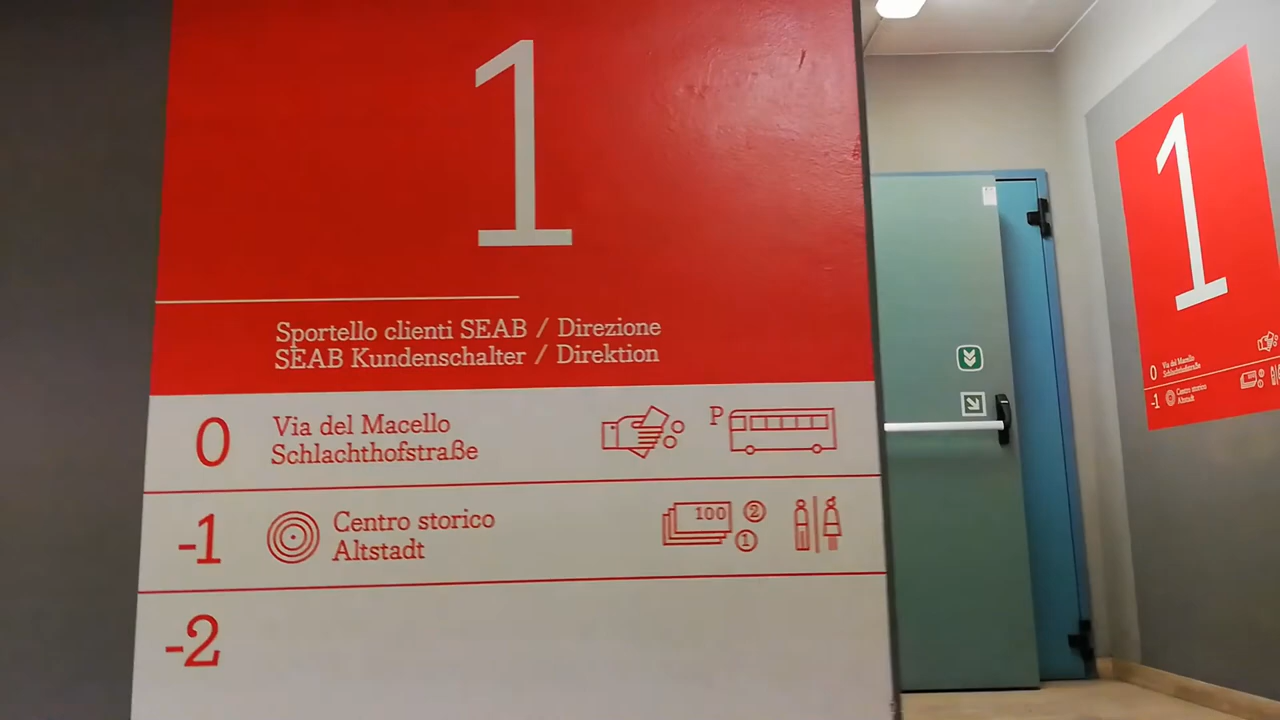 1
Sportello clienti SEAB / Direzione
SEAB Kundenschalter / Direktion
0
Via del Macello
Schlachthofstraße
P
-1
Centro storico
Altstadt
100
2
1
-2
1
0
Via del Macello
Schlachthofstraße
-1
Centro storico
Altstadt